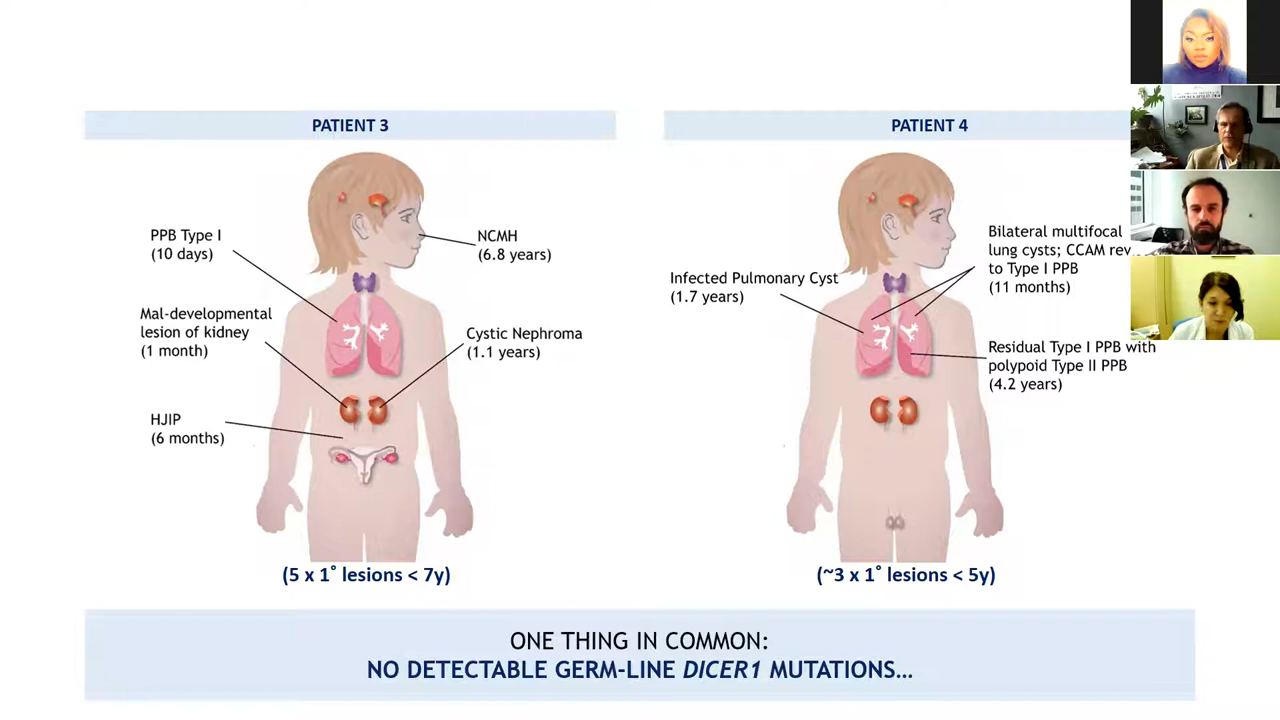 PATIENT 3
PPB Type I
(10 days)
NCMH
(6.8 years)
Mal-developmental
lesion of kidney
(1 month)
Cystic Nephroma
(1.1 years)
HJIP
(6 months)
(5 x 1˚ lesions < 7y)
PATIENT 4
Infected Pulmonary Cyst
(1.7 years)
Bilateral multifocal
lung cysts; CCAM rev
to Type I PPB
(11 months)
Residual Type I PPB with
polypoid Type II PPB
(4.2 years)
(~3 x 1˚ lesions < 5y)
ONE THING IN COMMON:
NO DETECTABLE GERM-LINE DICER1 MUTATIONS…